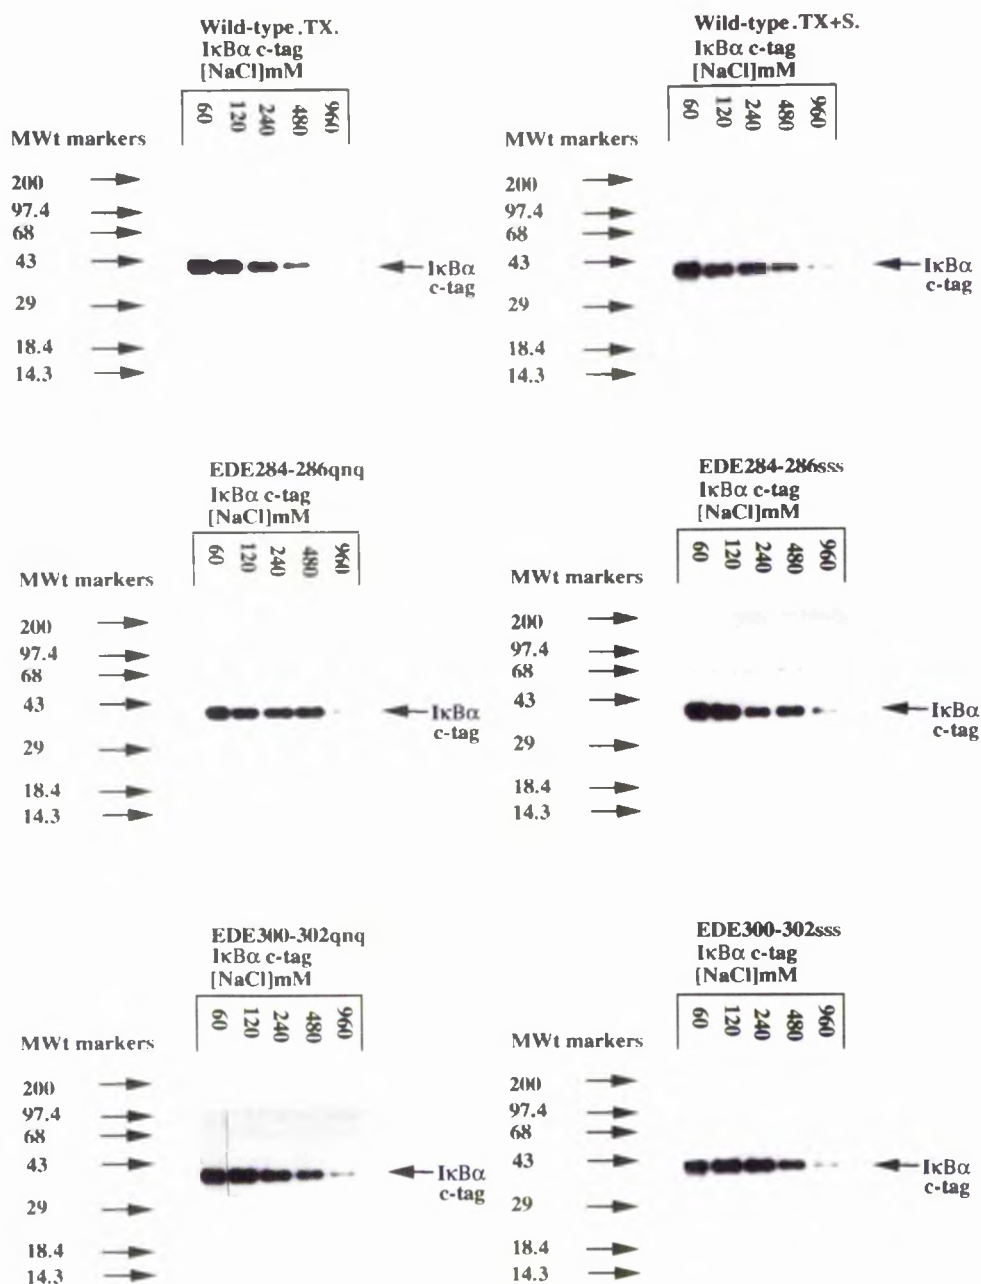 Wild-type.TX.
IκBα c-tag
[NaCl]mM
60 120 240 480 960
MWt markers
200
97.4
68
43
IκBα
c-tag
29
18.4
14.3
Wild-type.TX+S.
IκBα c-tag
[NaCl]mM
60 120 240 480 960
MWt markers
200
97.4
68
43
IκBα
c-tag
29
18.4
14.3
EDE284-286qnq
IκBα c-tag
[NaCl]mM
60 120 240 480 960
MWt markers
200
97.4
68
43
IκBα
c-tag
29
18.4
14.3
EDE284-286sss
IκBα c-tag
[NaCl]mM
60 120 240 480 960
MWt markers
200
97.4
68
43
IκBα
c-tag
29
18.4
14.3
EDE300-302qnq
IκBα c-tag
[NaCl]mM
60 120 240 480 960
MWt markers
200
97.4
68
43
IκBα
c-tag
29
18.4
14.3
EDE300-302sss
IκBα c-tag
[NaCl]mM
60 120 240 480 960
MWt markers
200
97.4
68
43
IκBα
c-tag
29
18.4
14.3